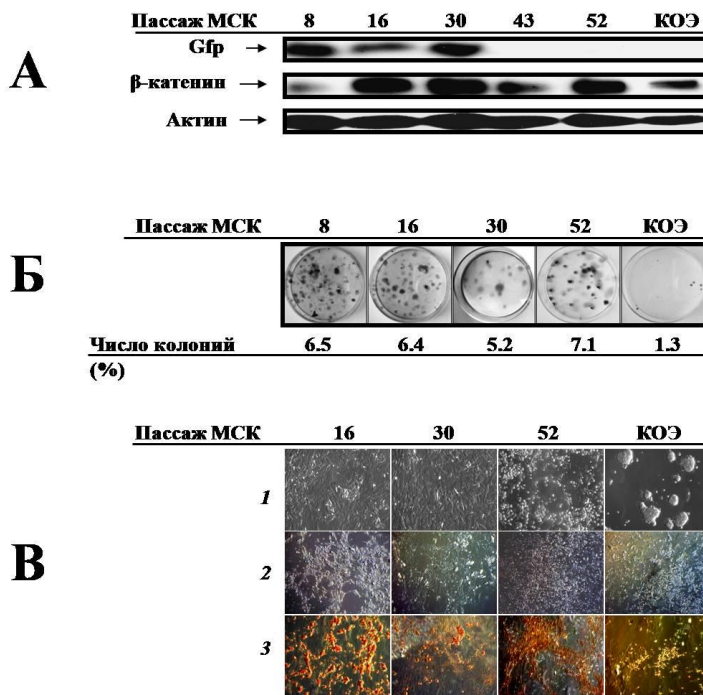 Пассаж МСК 8 16 30 43 52 КОЭ
Gfp
А
β-катенин
Актин
Пассаж МСК 8 16 30 52 КОЭ
Б
Число колоний 6.5 6.4 5.2 7.1 1.3
(%)
Пассаж МСК 16 30 52 КОЭ
1
В
2
3